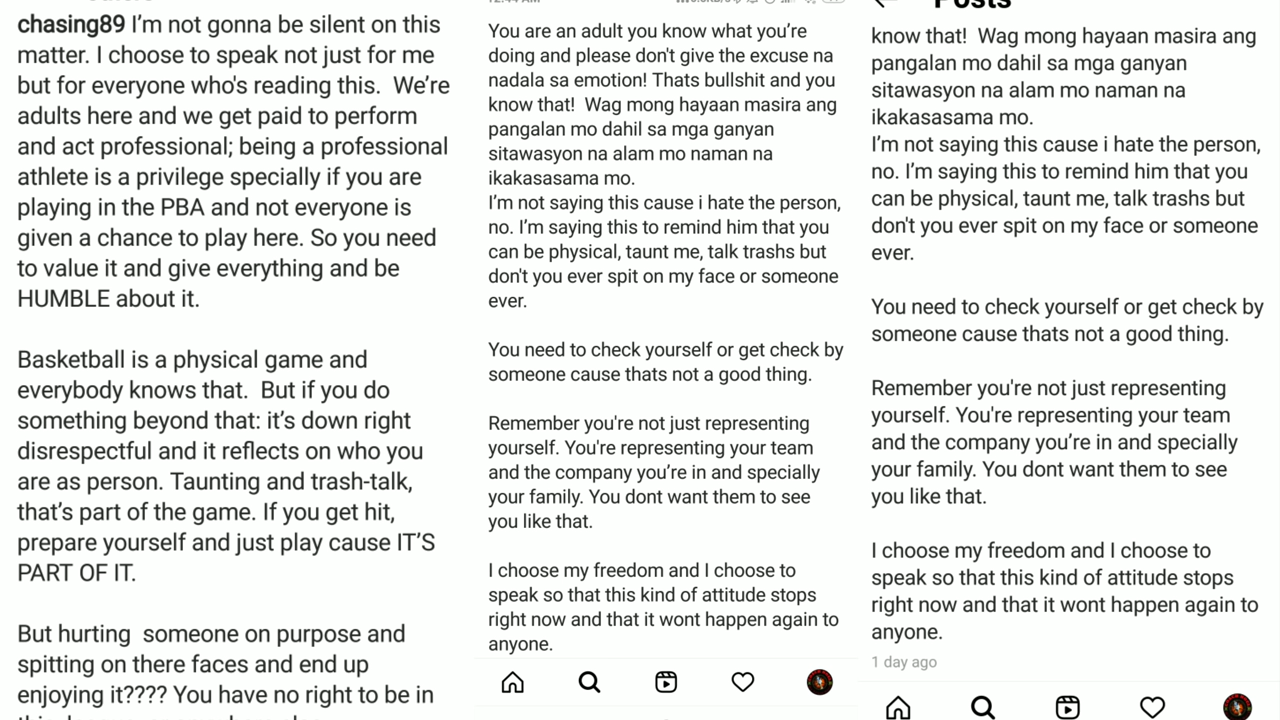 chasing89 I'm not gonna be silent on this
matter. I choose to speak not just for me
but for everyone who's reading this.  We're
adults here and we get paid to perform
and act professional; being a professional
athlete is a privilege specially if you are
playing in the PBA and not everyone is
given a chance to play here. So you need
to value it and give everything and be
HUMBLE about it.
Basketball is a physical game and
everybody knows that.  But if you do
something beyond that: it's down right
disrespectful and it reflects on who you
are as person. Taunting and trash-talk,
that's part of the game. If you get hit,
prepare yourself and just play cause IT'S
PART OF IT.
But hurting  someone on purpose and
spitting on there faces and end up
enjoying it???? You have no right to be in
12:44 AM
You are an adult you know what you're
doing and please don't give the excuse na
nadala sa emotion! Thats bullshit and you
know that!  Wag mong hayaan masira ang
pangalan mo dahil sa mga ganyan
sitawasyon na alam mo naman na
ikakasasama mo.
I'm not saying this cause i hate the person,
no. I'm saying this to remind him that you
can be physical, taunt me, talk trashs but
don't you ever spit on my face or someone
ever.
You need to check yourself or get check by
someone cause thats not a good thing.
Remember you're not just representing
yourself. You're representing your team
and the company you're in and specially
your family. You dont want them to see
you like that.
I choose my freedom and I choose to
speak so that this kind of attitude stops
right now and that it wont happen again to
anyone.
Posts
know that!  Wag mong hayaan masira ang
pangalan mo dahil sa mga ganyan
sitawasyon na alam mo naman na
ikakasasama mo.
I'm not saying this cause i hate the person,
no. I'm saying this to remind him that you
can be physical, taunt me, talk trashs but
don't you ever spit on my face or someone
ever.
You need to check yourself or get check by
someone cause thats not a good thing.
Remember you're not just representing
yourself. You're representing your team
and the company you're in and specially
your family. You dont want them to see
you like that.
I choose my freedom and I choose to
speak so that this kind of attitude stops
right now and that it wont happen again to
anyone.
1 day ago